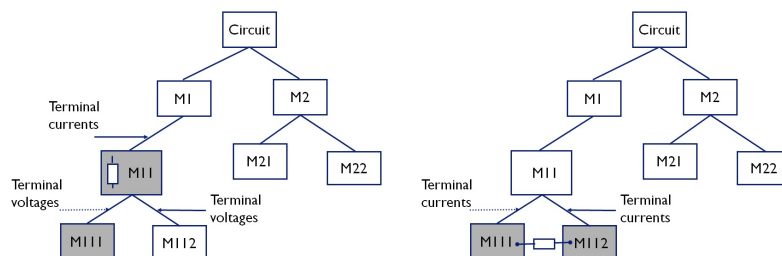 Circuit
M1
M2
Terminal
currents
M11
M21
M22
Terminal
voltages
Terminal
voltages
M111
M112
Circuit
M1
M2
M11
M21
M22
Terminal
currents
Terminal
currents
M111
M112